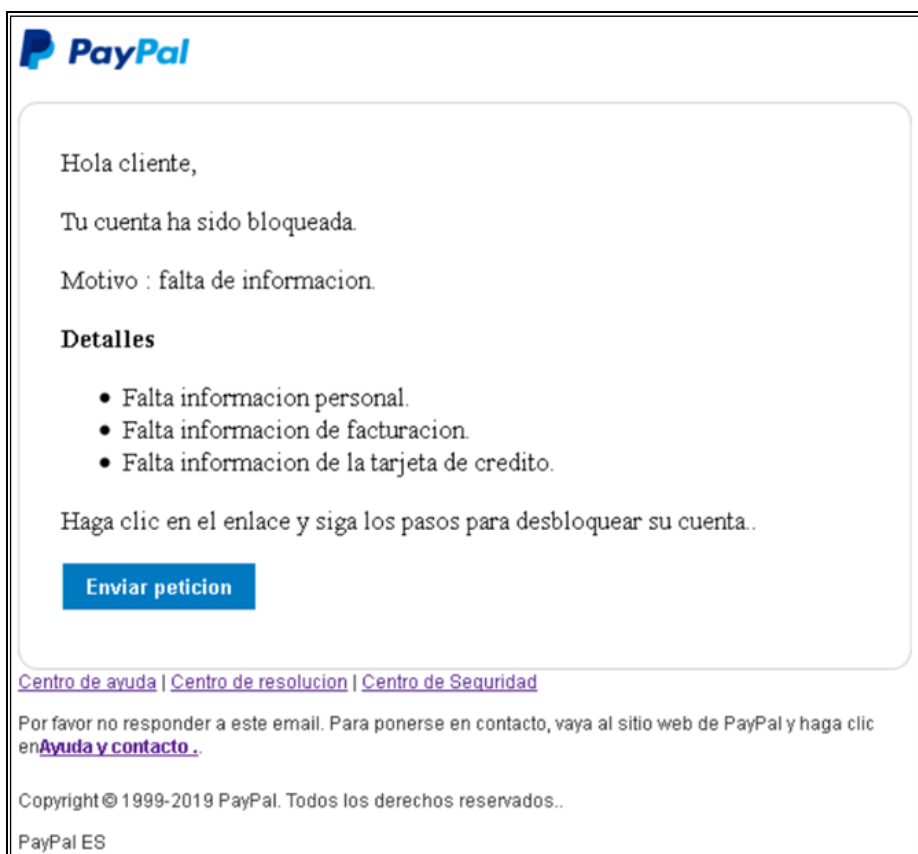 PayPal
Hola cliente,
Tu cuenta ha sido bloqueada.
Motivo : falta de informacion.
Detalles
• Falta informacion personal.
• Falta informacion de facturacion.
• Falta informacion de la tarjeta de credito.
Haga clic en el enlace y siga los pasos para desbloquear su cuenta..
Enviar peticion
Centro de ayuda | Centro de resolucion | Centro de Seguridad
Por favor no responder a este email. Para ponerse en contacto, vaya al sitio web de PayPal y haga clic
enAyuda y contacto ..
Copyright © 1999-2019 PayPal. Todos los derechos reservados..
PayPal ES